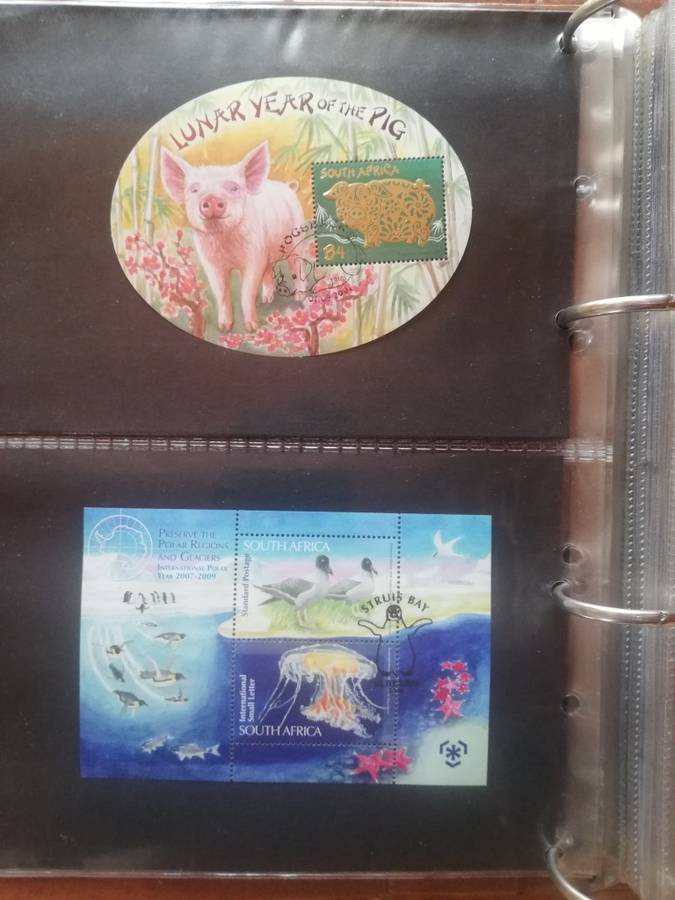 LUNAR YEAR OF THE PIG
SOUTH AFRICA
B4
PRESERVE THE
POLAR REGIONS
AND GLACIERS
INTERNATIONAL POLAR
YEAR 2007-2009
SOUTH AFRICA
Standard Postage
STRUIS BAY
International
Small Letter
SOUTH AFRICA